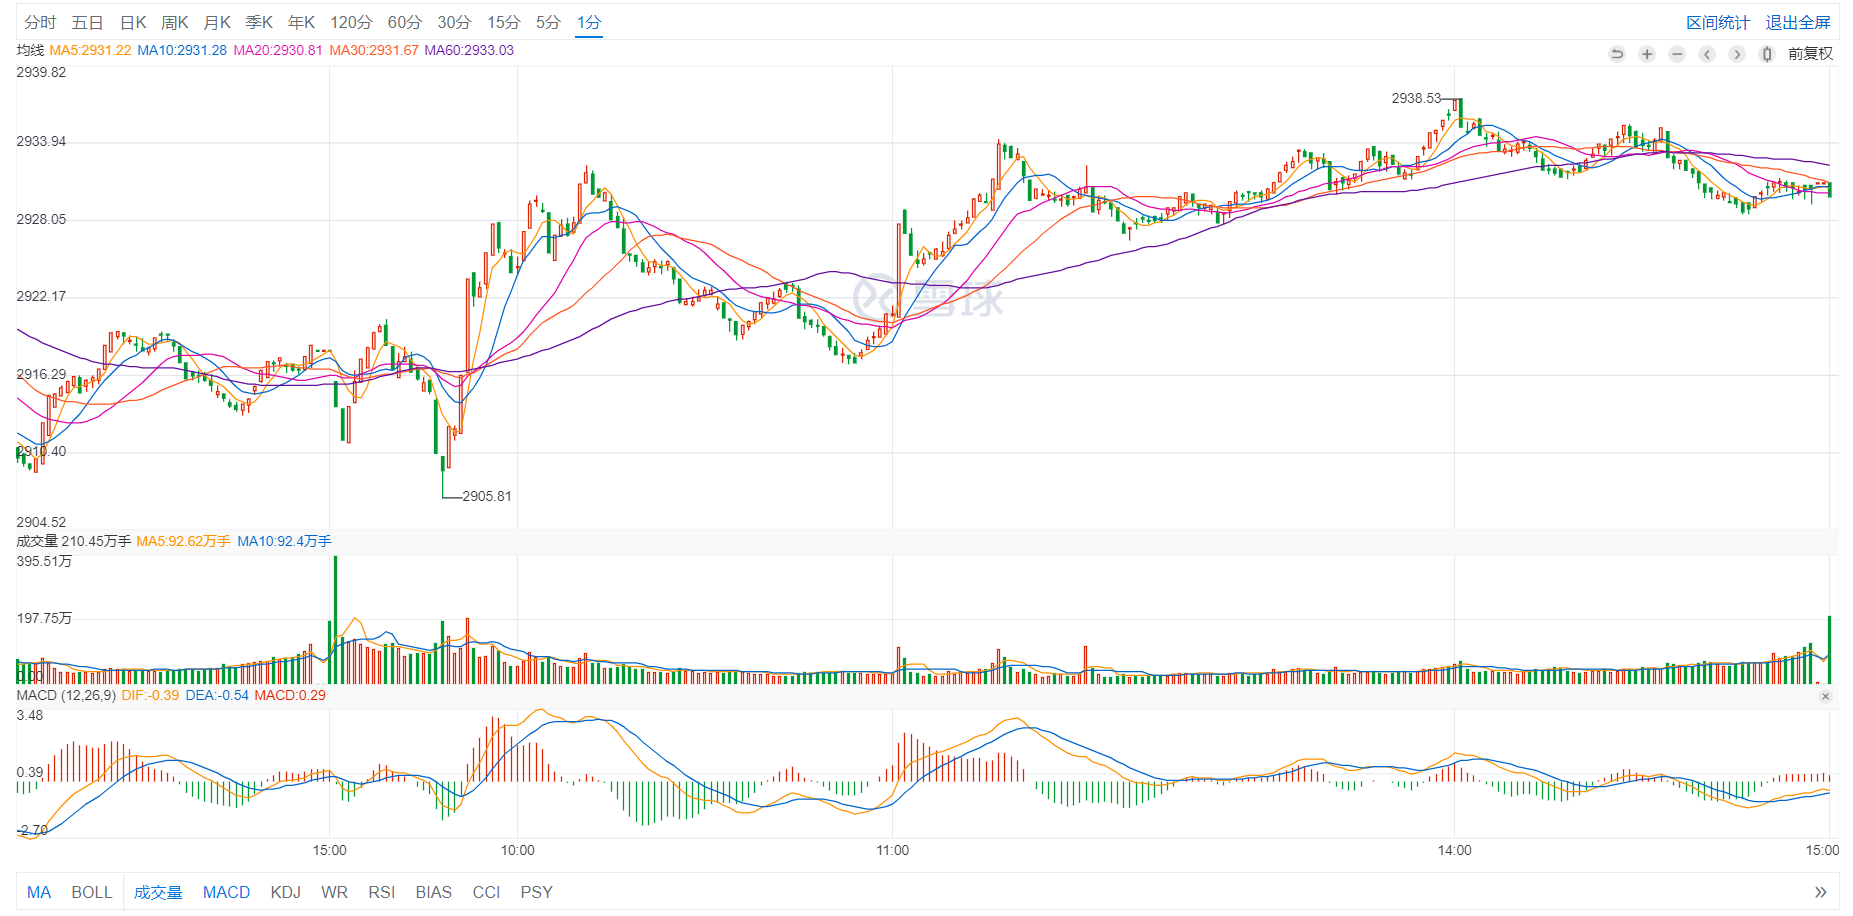 分时 五日 日K 周K 月K 季K 年K 120分 60分 30分 15分 5分 1分 区间统计 退出全屏
均线 MA5:2931.22 MA10:2931.28 MA20:2930.81 MA30:2931.67 MA60:2933.03
前复权
2939.82
2938.53
2933.94
2928.05
2922.17
雪球
2916.29
2910.40
2905.81
2904.52
成交量 210.45万手 MA5:92.62万手 MA10:92.4万手
395.51万
197.75万
0.00
MACD (12,26,9) DIF:-0.39 DEA:-0.54 MACD:0.29
3.48
0.39
-2.70
15:00 10:00 11:00 14:00 15:00
MA BOLL 成交量 MACD KDJ WR RSI BIAS CCI PSY »